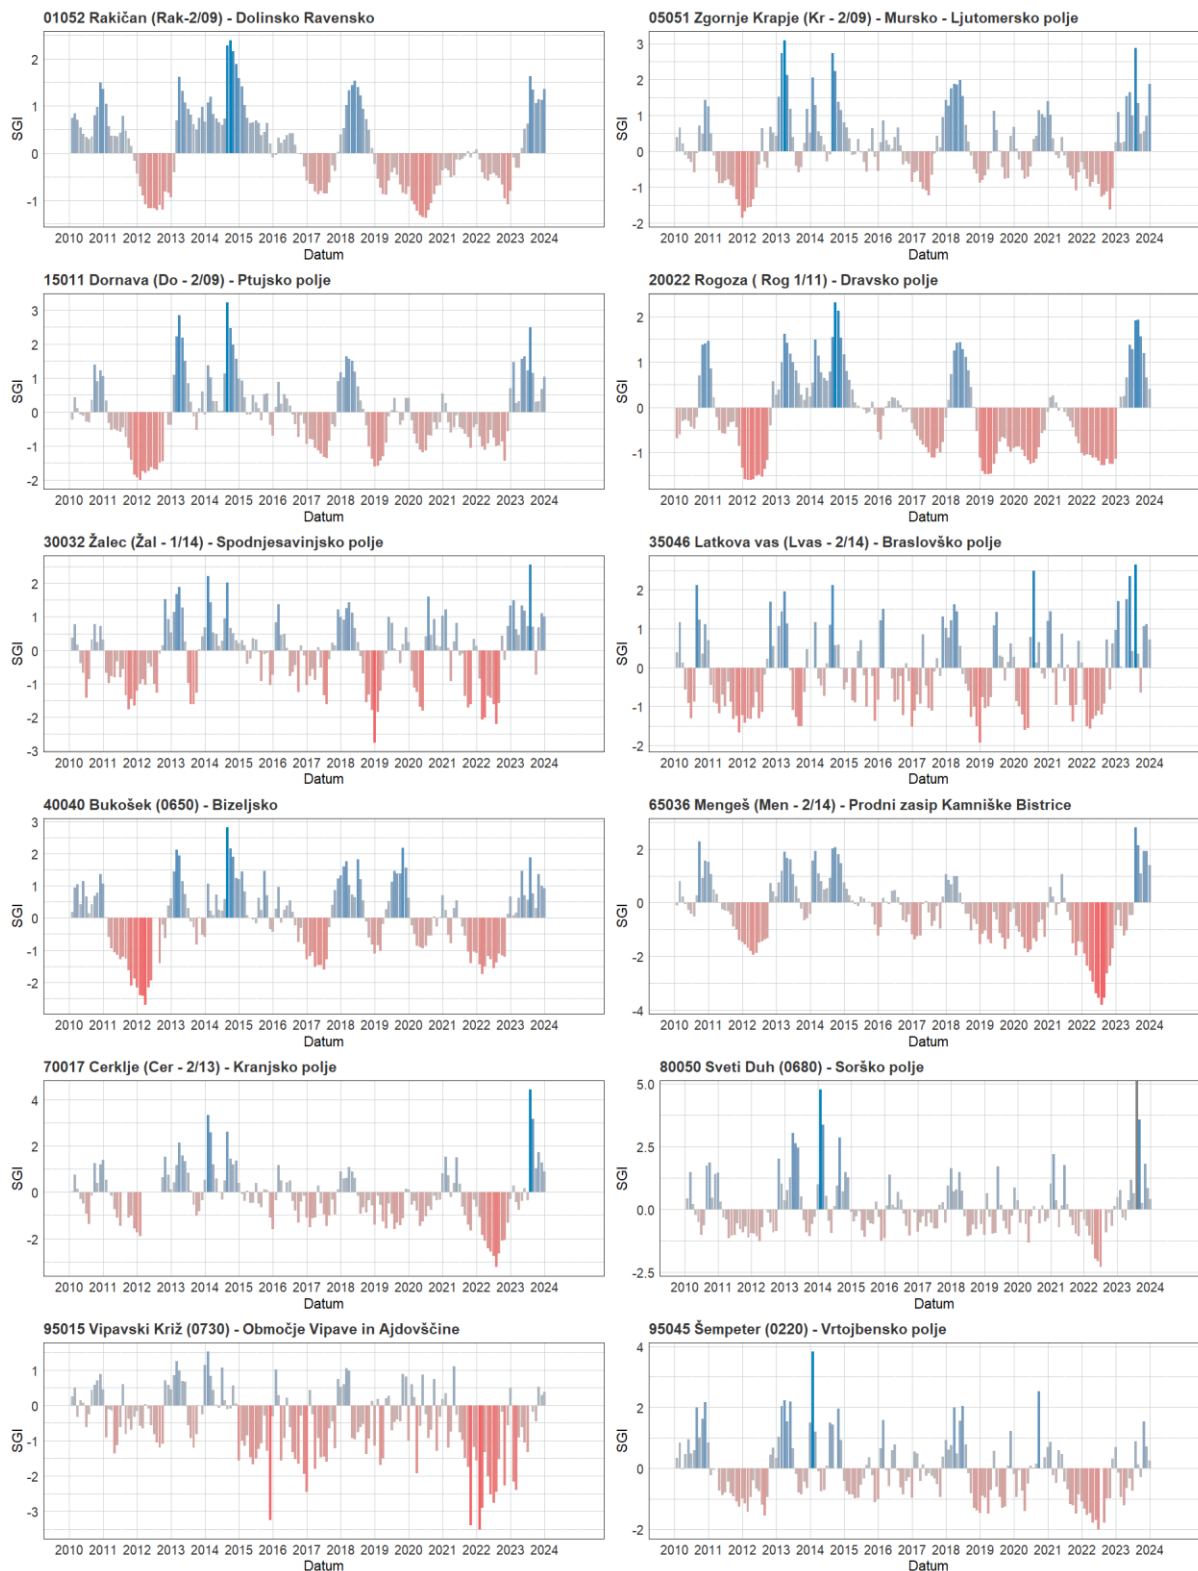 01052 Rakičan (Rak-2/09) - Dolinsko Ravensko
SGI
2
1
0
-1
2010 2011 2012 2013 2014 2015 2016 2017 2018 2019 2020 2021 2022 2023 2024
Datum
05051 Zgornje Krapje (Kr - 2/09) - Mursko - Ljutomersko polje
SGI
3
2
1
0
-1
-2
2010 2011 2012 2013 2014 2015 2016 2017 2018 2019 2020 2021 2022 2023 2024
Datum
15011 Dornava (Do - 2/09) - Ptujsko polje
SGI
3
2
1
0
-1
-2
2010 2011 2012 2013 2014 2015 2016 2017 2018 2019 2020 2021 2022 2023 2024
Datum
20022 Rogoza ( Rog 1/11) - Dravsko polje
SGI
2
1
0
-1
2010 2011 2012 2013 2014 2015 2016 2017 2018 2019 2020 2021 2022 2023 2024
Datum
30032 Žalec (Žal - 1/14) - Spodnjesavinjsko polje
SGI
2
1
0
-1
-2
-3
2010 2011 2012 2013 2014 2015 2016 2017 2018 2019 2020 2021 2022 2023 2024
Datum
35046 Latkova vas (Lvas - 2/14) - Braslovško polje
SGI
2
1
0
-1
-2
2010 2011 2012 2013 2014 2015 2016 2017 2018 2019 2020 2021 2022 2023 2024
Datum
40040 Bukošek (0650) - Bizeljsko
SGI
3
2
1
0
-1
-2
2010 2011 2012 2013 2014 2015 2016 2017 2018 2019 2020 2021 2022 2023 2024
Datum
65036 Mengeš (Men - 2/14) - Prodni zasip Kamniške Bistrice
SGI
2
0
-2
-4
2010 2011 2012 2013 2014 2015 2016 2017 2018 2019 2020 2021 2022 2023 2024
Datum
70017 Cerklje (Cer - 2/13) - Kranjsko polje
SGI
4
2
0
-2
2010 2011 2012 2013 2014 2015 2016 2017 2018 2019 2020 2021 2022 2023 2024
Datum
80050 Sveti Duh (0680) - Sorško polje
SGI
5.0
2.5
0.0
-2.5
2010 2011 2012 2013 2014 2015 2016 2017 2018 2019 2020 2021 2022 2023 2024
Datum
95015 Vipavski Križ (0730) - Območje Vipave in Ajdovščine
SGI
1
0
-1
-2
-3
2010 2011 2012 2013 2014 2015 2016 2017 2018 2019 2020 2021 2022 2023 2024
Datum
95045 Šempeter (0220) - Vrtojbensko polje
SGI
4
2
0
-2
2010 2011 2012 2013 2014 2015 2016 2017 2018 2019 2020 2021 2022 2023 2024
Datum